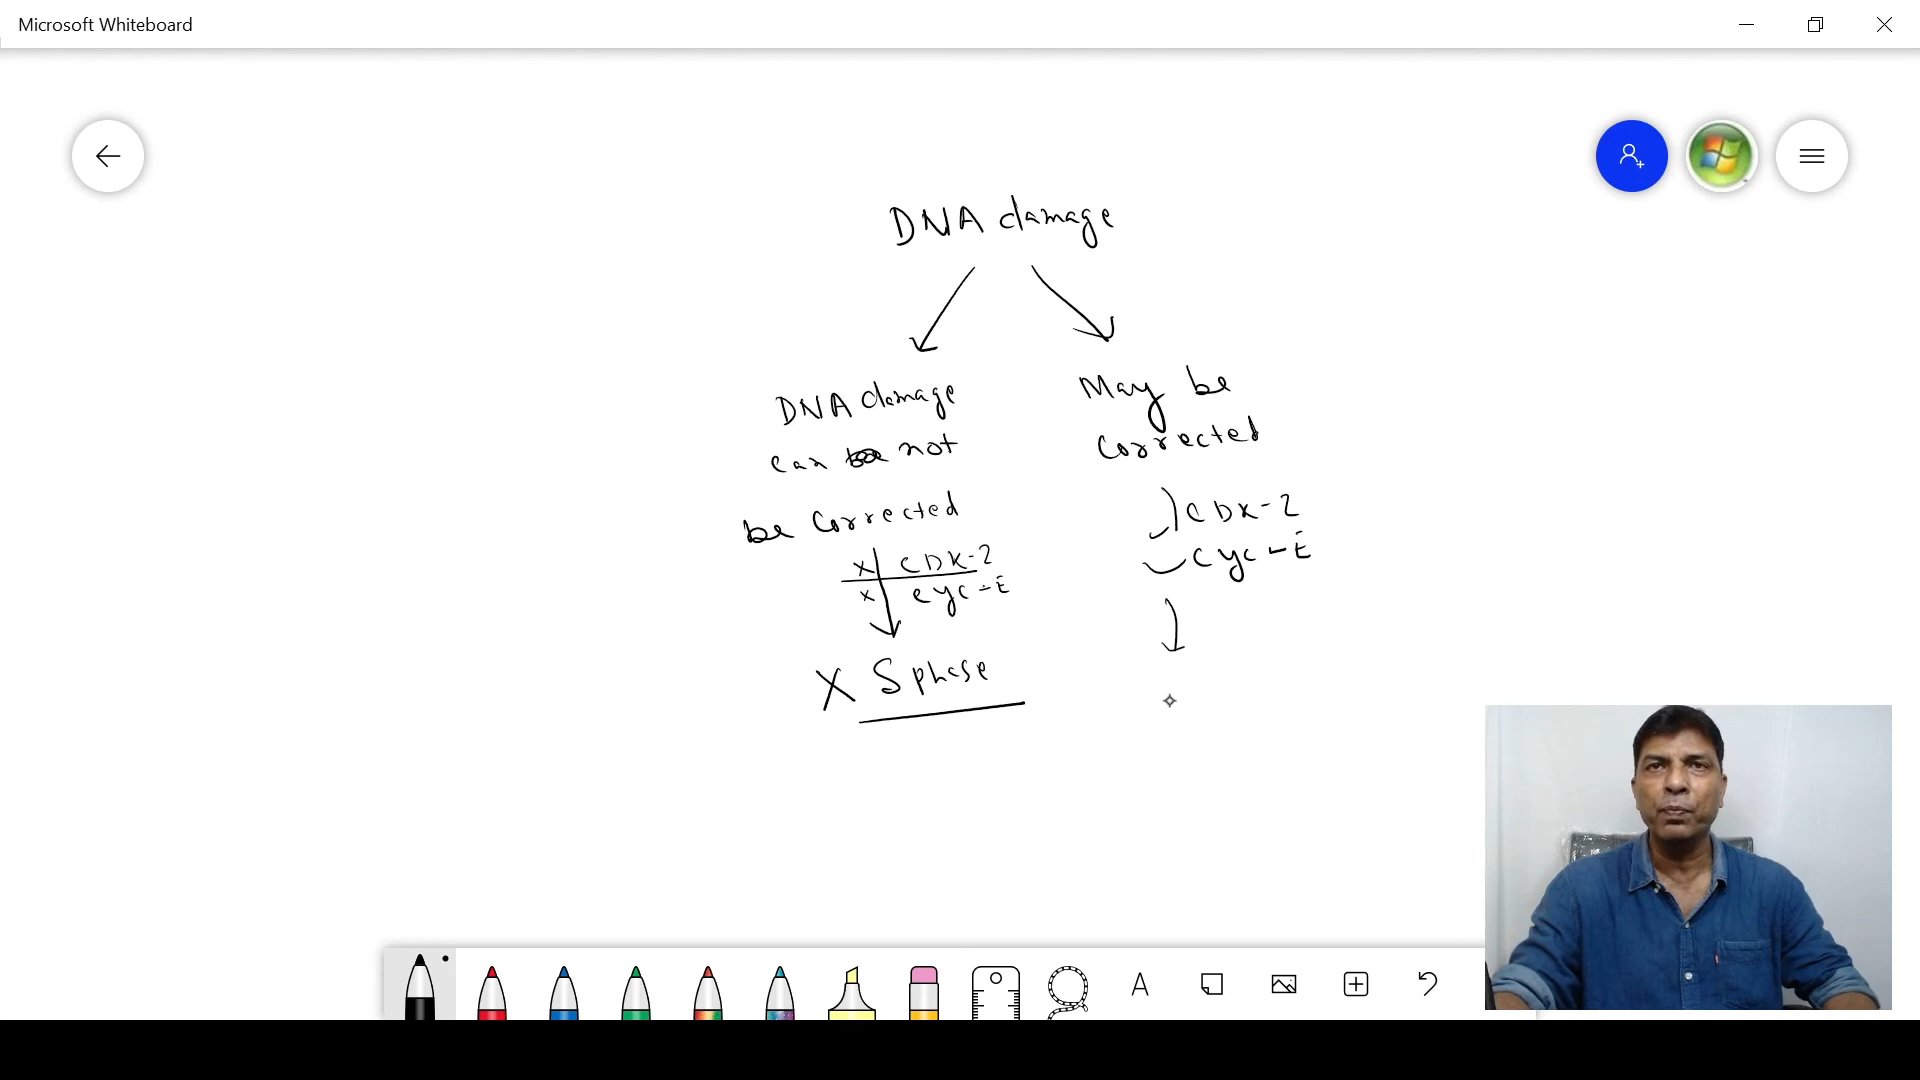 Microsoft Whiteboard
DNA damage
DNA damage
can not
be corrected
X CDK-2
x cyc-E
X S phase
May be
corrected
CDK-2
cyc-E
A